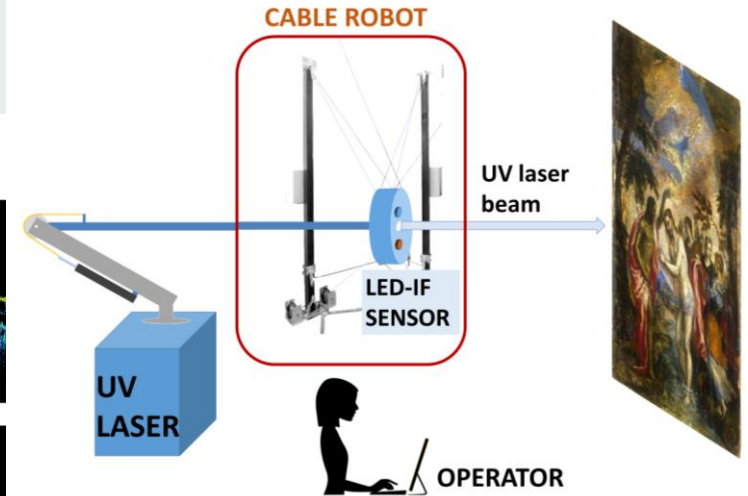 CABLE ROBOT
UV laser
beam
LED-IF
SENSOR
UV
LASER
OPERATOR